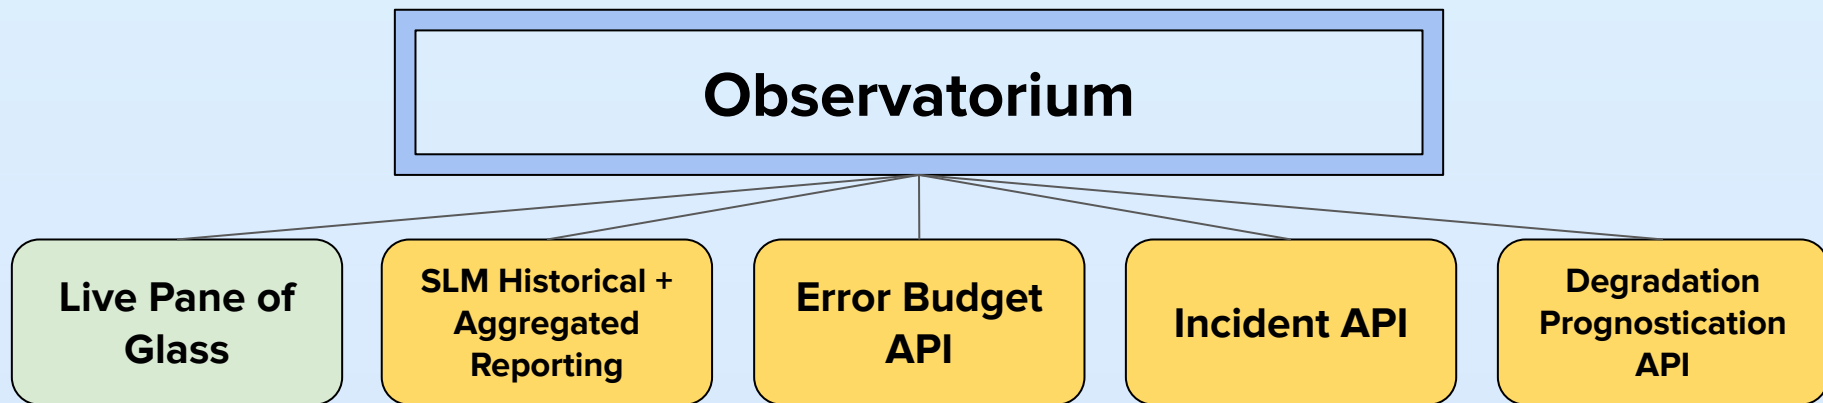 Observatorium
Live Pane of
Glass
SLM Historical +
Aggregated
Reporting
Error Budget
API
Incident API
Degradation
Prognostication
API